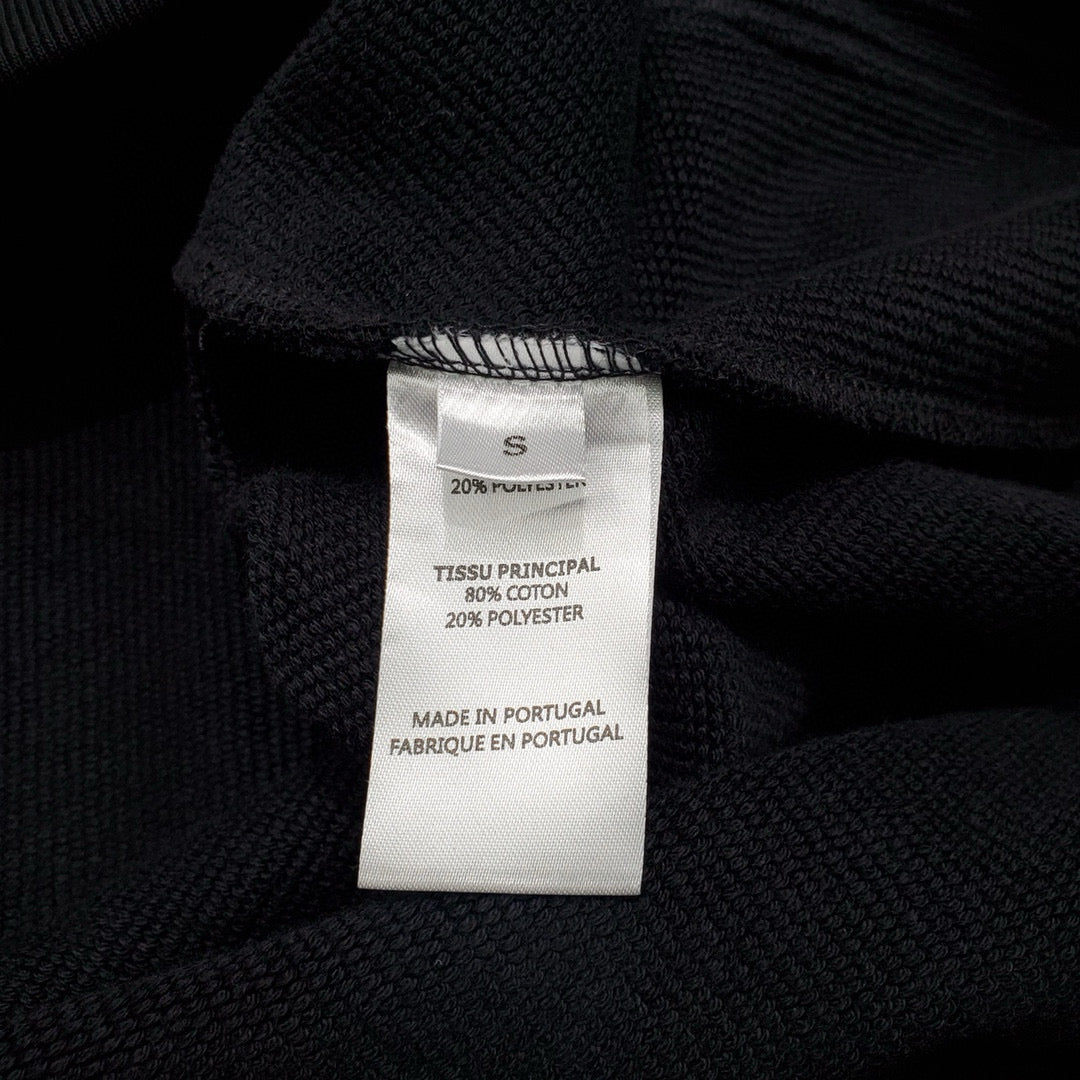 S
20% POLYESTER
TISSU PRINCIPAL
80% COTON
20% POLYESTER
MADE IN PORTUGAL
FABRIQUE EN PORTUGAL